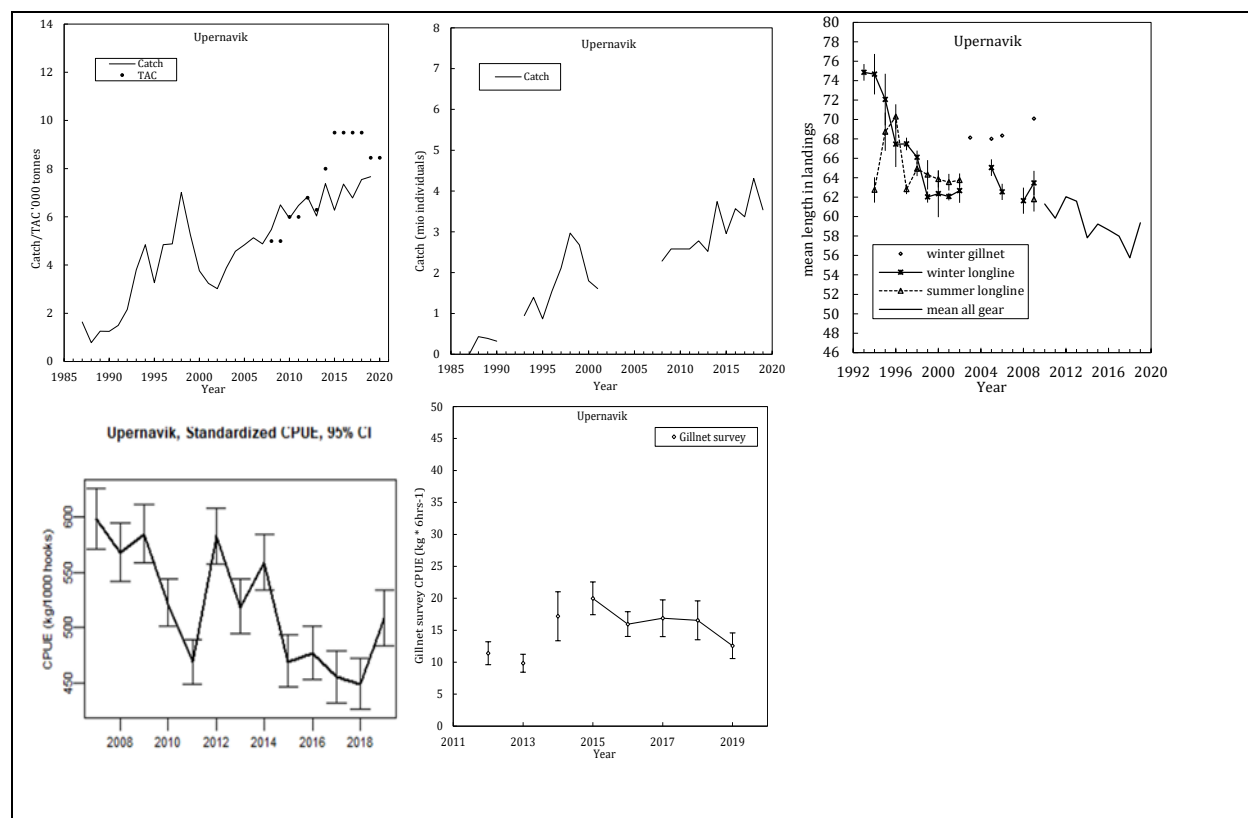 Upernavik
Catch/TAC '000 tonnes
14
12
10
8
6
4
2
0
Catch
TAC
1985 1990 1995 2000 2005 2010 2015 2020
Year
Upernavik
Catch (mio individuals)
8
7
6
5
4
3
2
1
0
Catch
1985 1990 1995 2000 2005 2010 2015 2020
Year
Upernavik
mean length in landings
80
78
76
74
72
70
68
66
64
62
60
58
56
54
52
50
48
46
winter gillnet
winter longline
summer longline
mean all gear
1992 1996 2000 2004 2008 2012 2016 2020
Year
Upernavik, Standardized CPUE, 95% CI
CPUE (kg/1000 hooks)
600
550
500
450
2008 2010 2012 2014 2016 2018
Upernavik
Gillnet survey CPUE (kg * 6hrs-1)
50
45
40
35
30
25
20
15
10
5
0
Gillnet survey
2011 2013 2015 2017 2019
Year